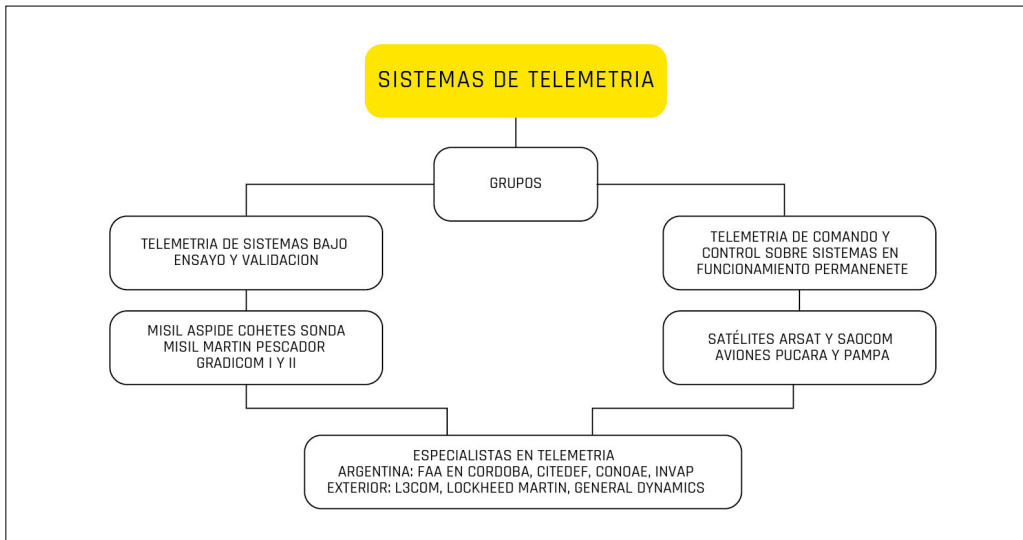 SISTEMAS DE TELEMETRIA
GRUPOS
TELEMETRIA DE SISTEMAS BAJO
ENSAYO Y VALIDACION
TELEMETRIA DE COMANDO Y
CONTROL SOBRE SISTEMAS EN
FUNCIONAMIENTO PERMANENETE
MISIL ASPIDE COHETES SONDA
MISIL MARTIN PESCADOR
GRADICOM I Y II
SATÉLITES ARSAT Y SAOCOM
AVIONES PUCARA Y PAMPA
ESPECIALISTAS EN TELEMETRIA
ARGENTINA: FAA EN CORDOBA, CITEDEF, CONOAE, INVAP
EXTERIOR: L3COM, LOCKHEED MARTIN, GENERAL DYNAMICS